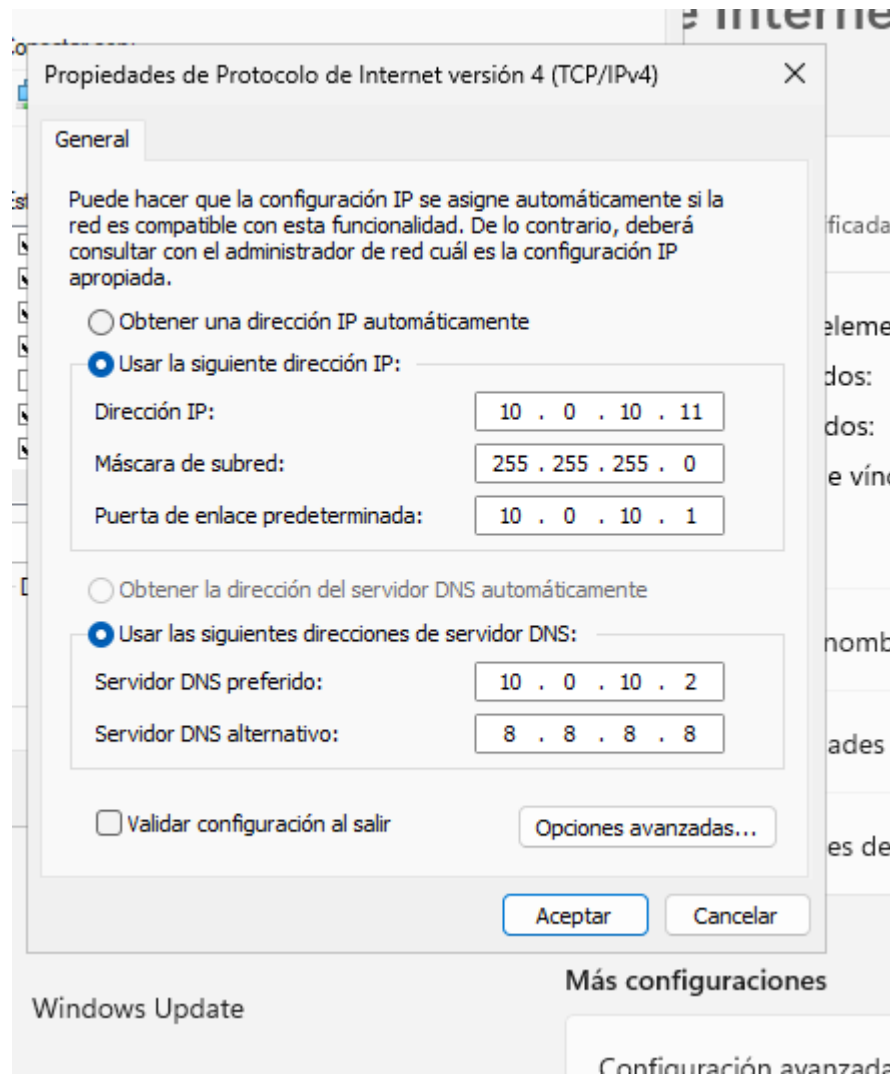 Propiedades de Protocolo de Internet versión 4 (TCP/IPv4)
General
Puede hacer que la configuración IP se asigne automáticamente si la
red es compatible con esta funcionalidad. De lo contrario, deberá
consultar con el administrador de red cuál es la configuración IP
apropiada.
Obtener una dirección IP automáticamente
Usar la siguiente dirección IP:
Dirección IP: 10 . 0 . 10 . 11
Máscara de subred: 255 . 255 . 255 . 0
Puerta de enlace predeterminada: 10 . 0 . 10 . 1
Obtener la dirección del servidor DNS automáticamente
Usar las siguientes direcciones de servidor DNS:
Servidor DNS preferido: 10 . 0 . 10 . 2
Servidor DNS alternativo: 8 . 8 . 8 . 8
Validar configuración al salir
Opciones avanzadas...
Aceptar Cancelar
dos:
dos:
Más configuraciones
Windows Update
Configuración avanzada